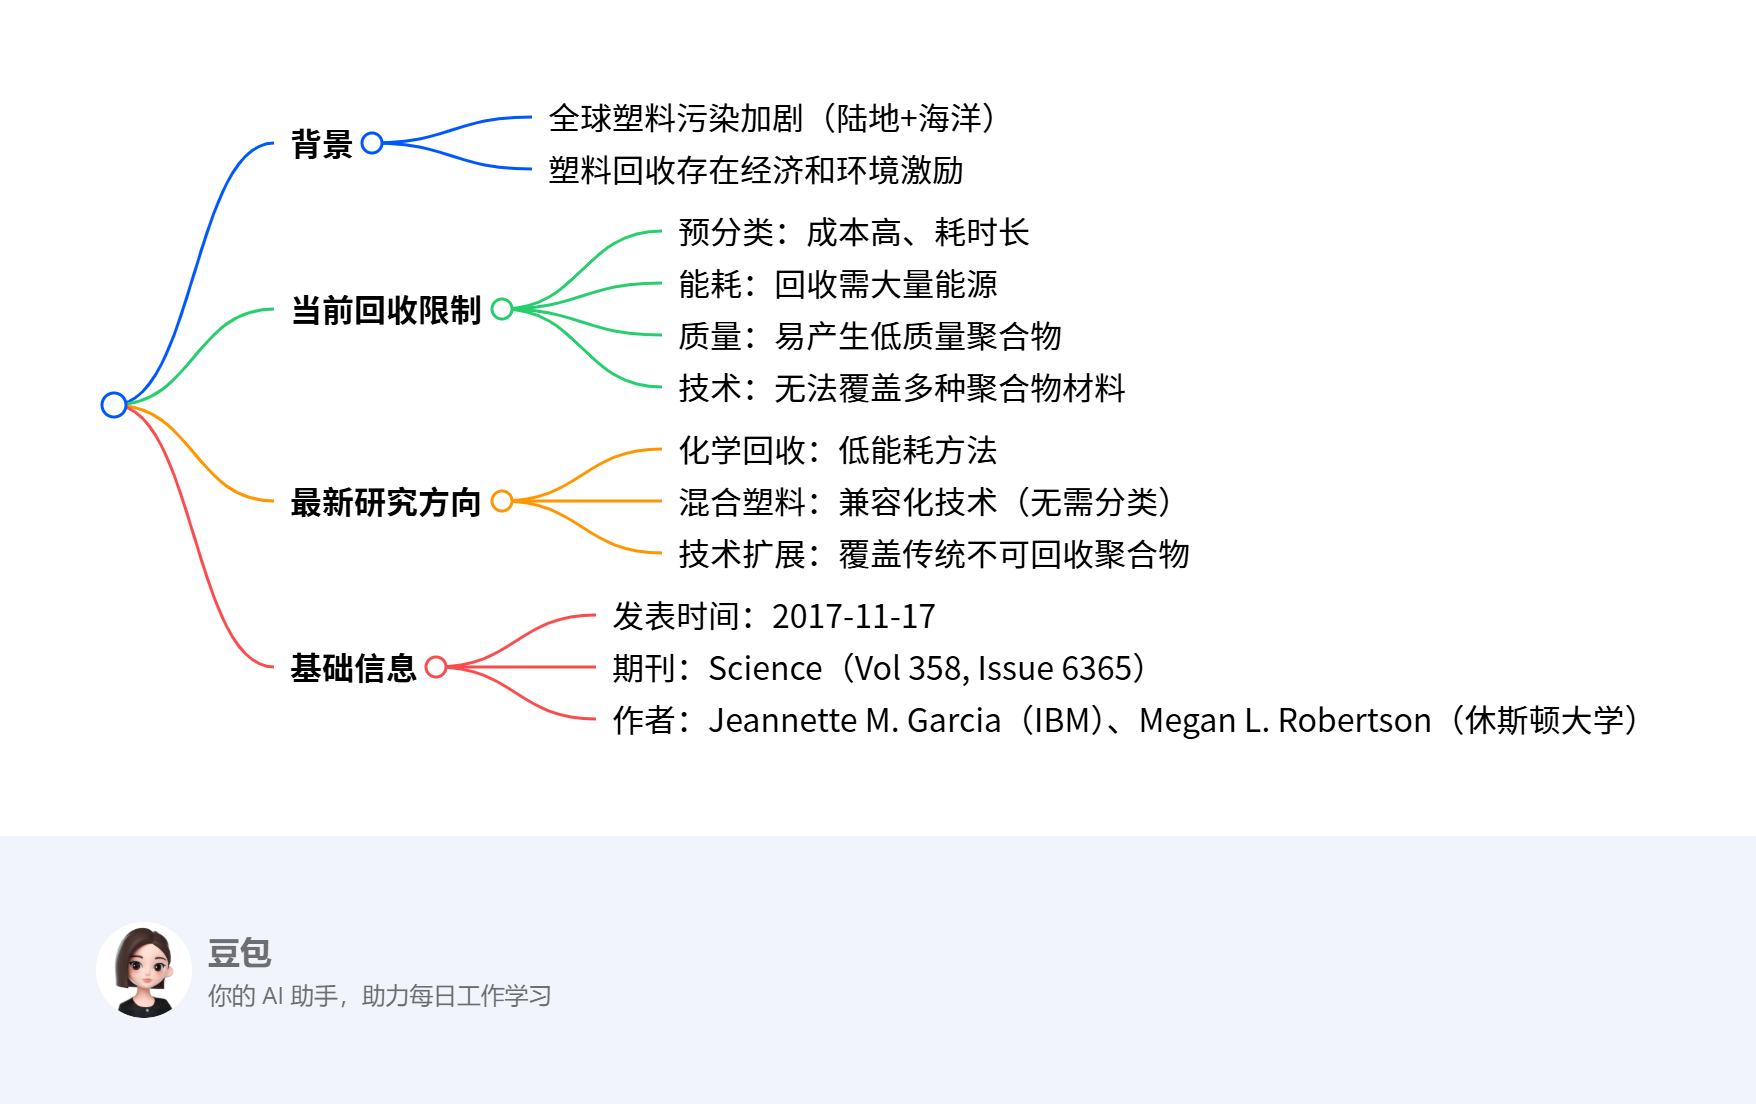 背景
全球塑料污染加剧（陆地+海洋）
塑料回收存在经济和环境激励
当前回收限制
预分类：成本高、耗时长
能耗：回收需大量能源
质量：易产生低质量聚合物
技术：无法覆盖多种聚合物材料
最新研究方向
化学回收：低能耗方法
混合塑料：兼容化技术（无需分类）
技术扩展：覆盖传统不可回收聚合物
基础信息
发表时间：2017-11-17
期刊：Science（Vol 358, Issue 6365）
作者：Jeannette M. Garcia（IBM）、Megan L. Robertson（休斯顿大学）
豆包
你的 AI 助手，助力每日工作学习